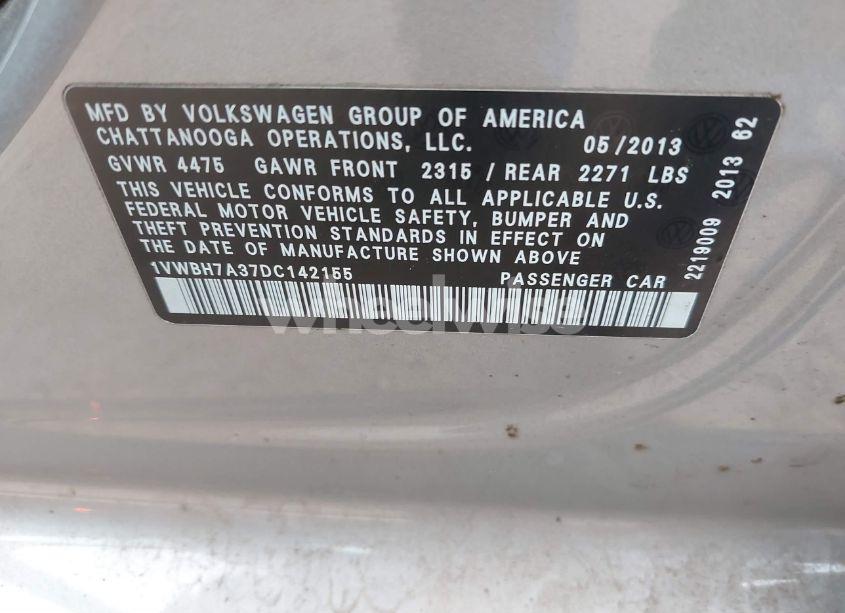 MFD BY VOLKSWAGEN GROUP OF AMERICA
CHATTANOOGA OPERATIONS, LLC. 05/2013
GVWR 4475 GAWR FRONT 2315 / REAR 2271 LBS
THIS VEHICLE CONFORMS TO ALL APPLICABLE U.S.
FEDERAL MOTOR VEHICLE SAFETY, BUMPER AND
THEFT PREVENTION STANDARDS IN EFFECT ON
THE DATE OF MANUFACTURE SHOWN ABOVE
1VWBH7A37DC142155 PASSENGER CAR
2219009 2013 62
wheelwise